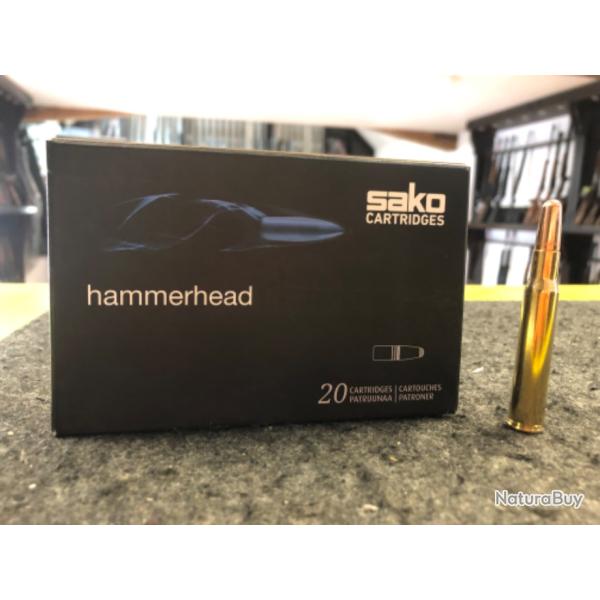 sako
CARTRIDGES
hammerhead
20 CARTRIDGES | CARTOUCHES
PATRUUNAA | PATRONER
NaturaBuy